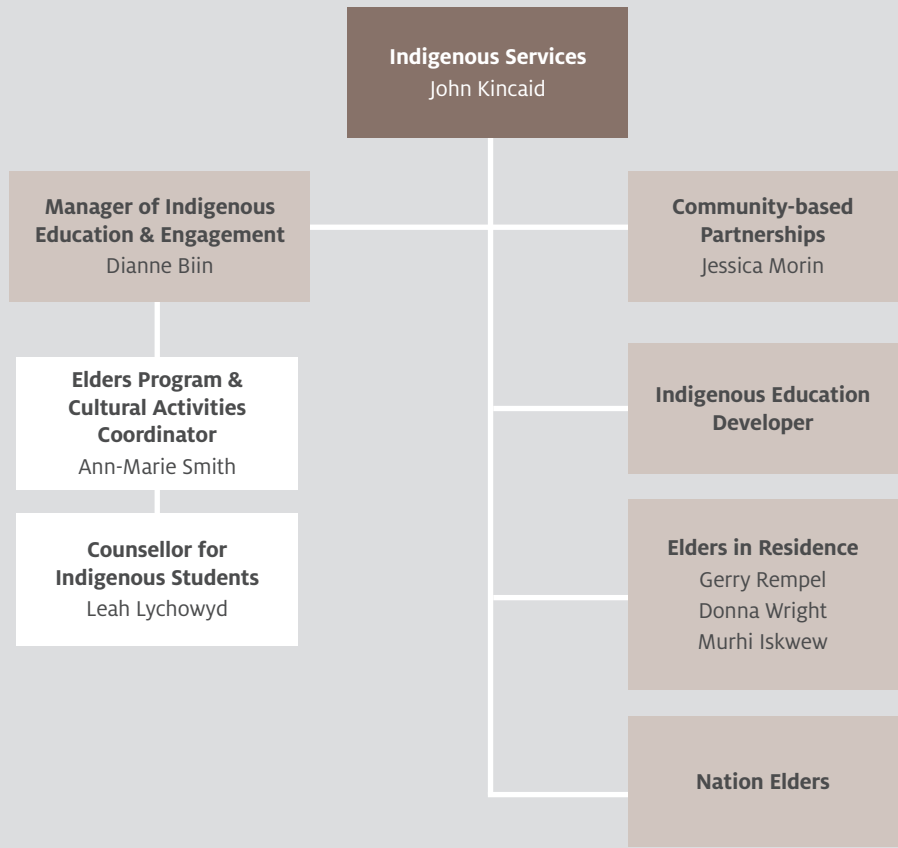 Indigenous Services
John Kincaid
Manager of Indigenous
Education & Engagement
Dianne Biin
Community-based
Partnerships
Jessica Morin
Elders Program &
Cultural Activities
Coordinator
Ann-Marie Smith
Indigenous Education
Developer
Counsellor for
Indigenous Students
Leah Lychowyd
Elders in Residence
Gerry Rempel
Donna Wright
Murhi Iskwew
Nation Elders